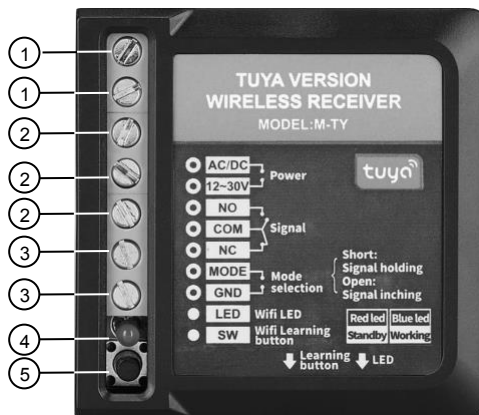 1
1
2
2
2
3
3
4
5
TUYA VERSION
WIRELESS RECEIVER
MODEL:M-TY
tuya
AC/DC
12~30V
Power
NO
COM
NC
Signal
MODE
GND
Mode
selection
Short:
Signal holding
Open:
Signal inching
LED Wifi LED
SW Wifi Learning
button
Red led Blue led
Standby Working
Learning
button
LED